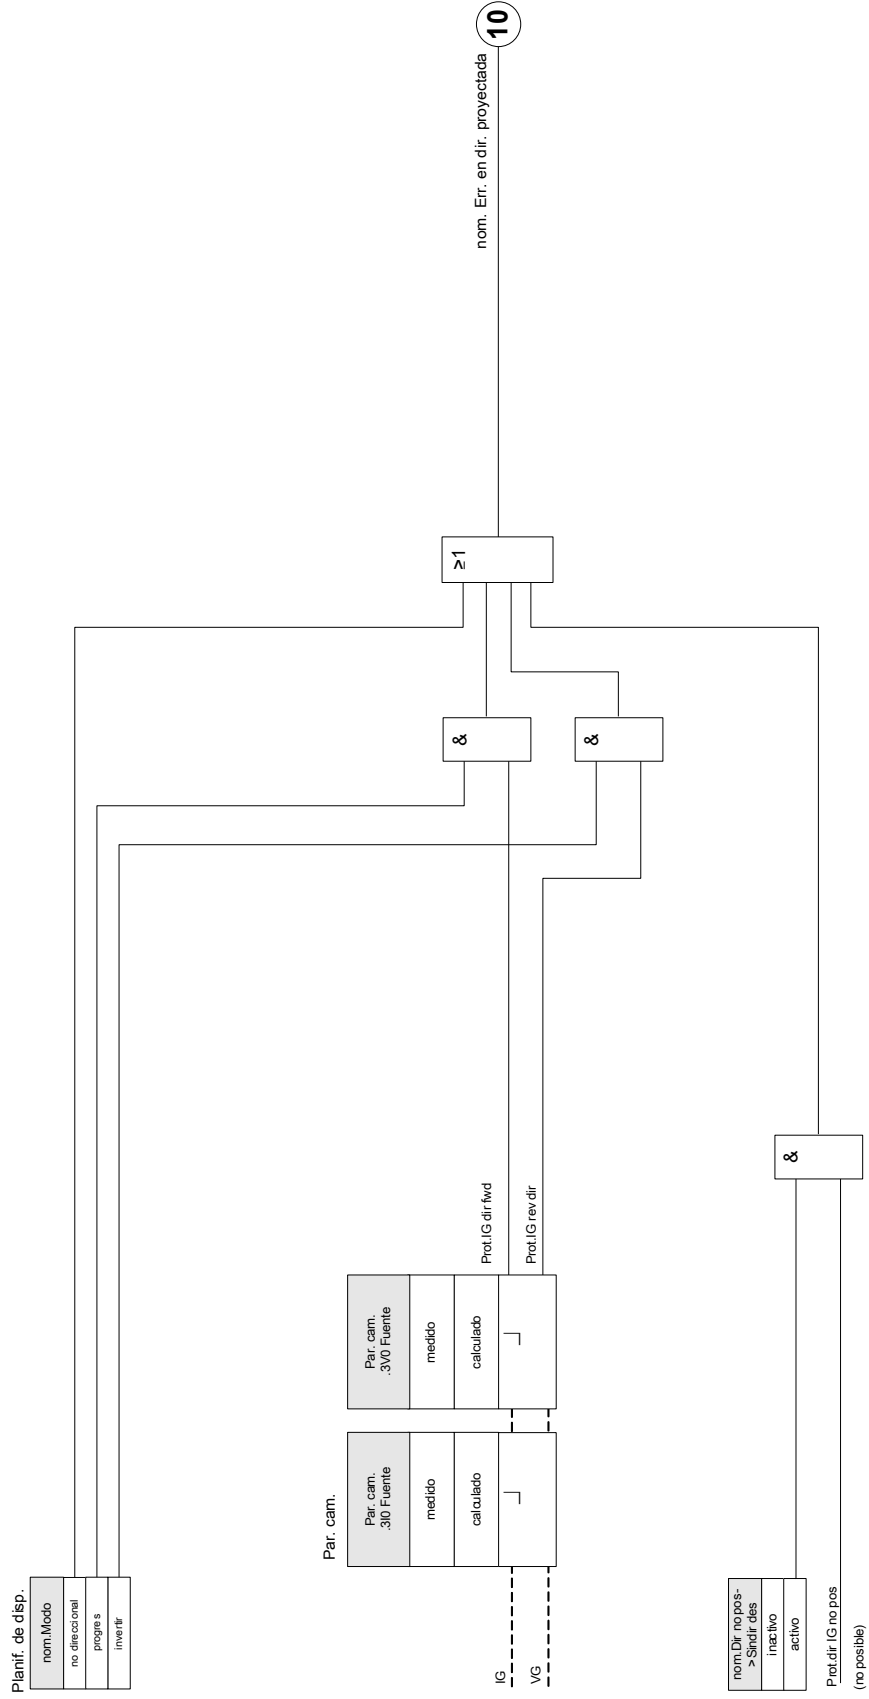 Planif. de disp.
nom.Modo
no direccional
progres
invertir
Par. cam.
Par. cam.
.3I0 Fuente
medido
calculado
Par. cam.
.3V0 Fuente
medido
calculado
IG
VG
Prot.IG dir fwd
Prot.IG rev dir
nom.Dir no pos-
> Sindir des
inactivo
activo
Prot.dir IG no pos
(no posible)
&
&
&
≥1
nom. Err. en dir. proyectada
10